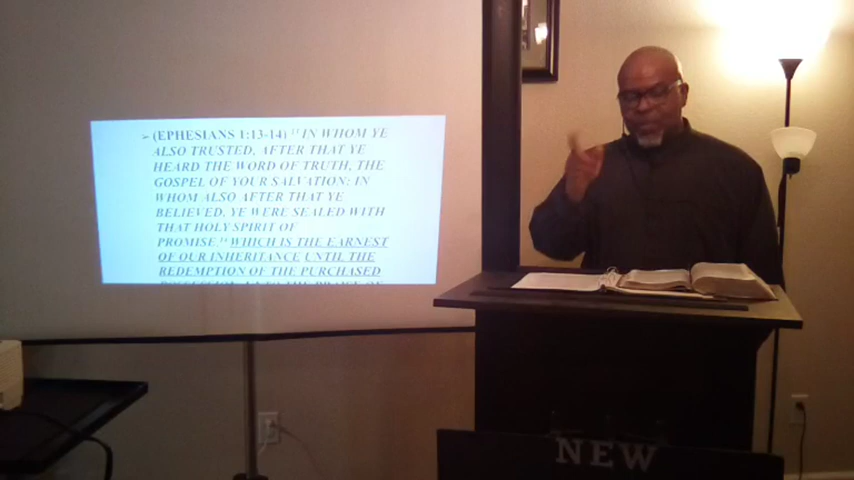 ➢ (EPHESIANS 1:13-14) 13 IN WHOM YE
ALSO TRUSTED, AFTER THAT YE
HEARD THE WORD OF TRUTH, THE
GOSPEL OF YOUR SALVATION: IN
WHOM ALSO AFTER THAT YE
BELIEVED, YE WERE SEALED WITH
THAT HOLY SPIRIT OF
PROMISE,14 WHICH IS THE EARNEST
OF OUR INHERITANCE UNTIL THE
REDEMPTION OF THE PURCHASED
NEW